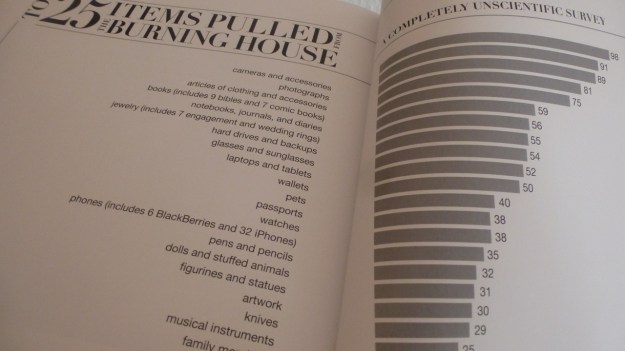 25 ITEMS PULLED FROM
THE BURNING HOUSE
cameras and accessories
photographs
articles of clothing and accessories
books (includes 9 bibles and 7 comic books)
notebooks, journals, and diaries
jewelry (includes 7 engagement and wedding rings)
hard drives and backups
glasses and sunglasses
laptops and tablets
wallets
pets
passports
watches
phones (includes 6 BlackBerries and 32 iPhones)
pens and pencils
dolls and stuffed animals
figurines and statues
artwork
knives
musical instruments
family
A COMPLETELY UNSCIENTIFIC SURVEY
98
91
89
81
75
59
56
55
54
52
50
40
38
38
35
32
31
30
29